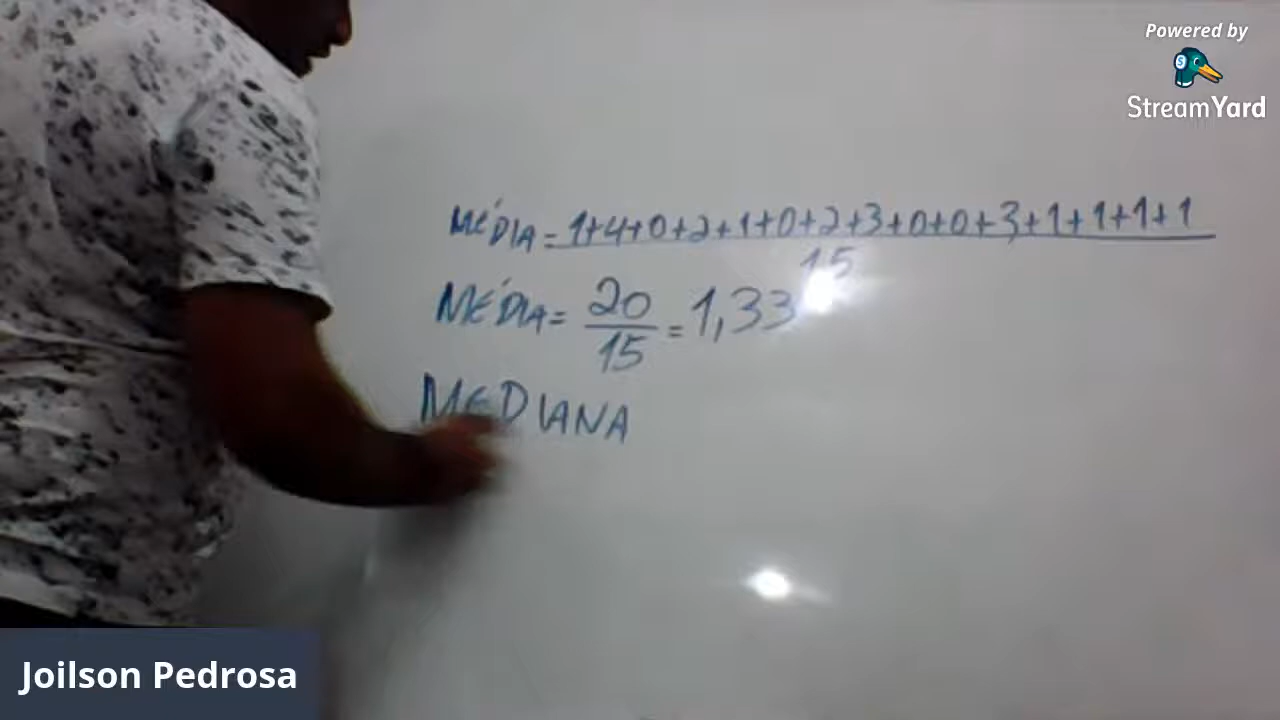 Powered by
StreamYard
MÉDIA = 1+4+0+2+1+0+2+3+0+0+3+1+1+1+1
15
MÉDIA = 20 = 1,33
15
MEDIANA
Joilson Pedrosa